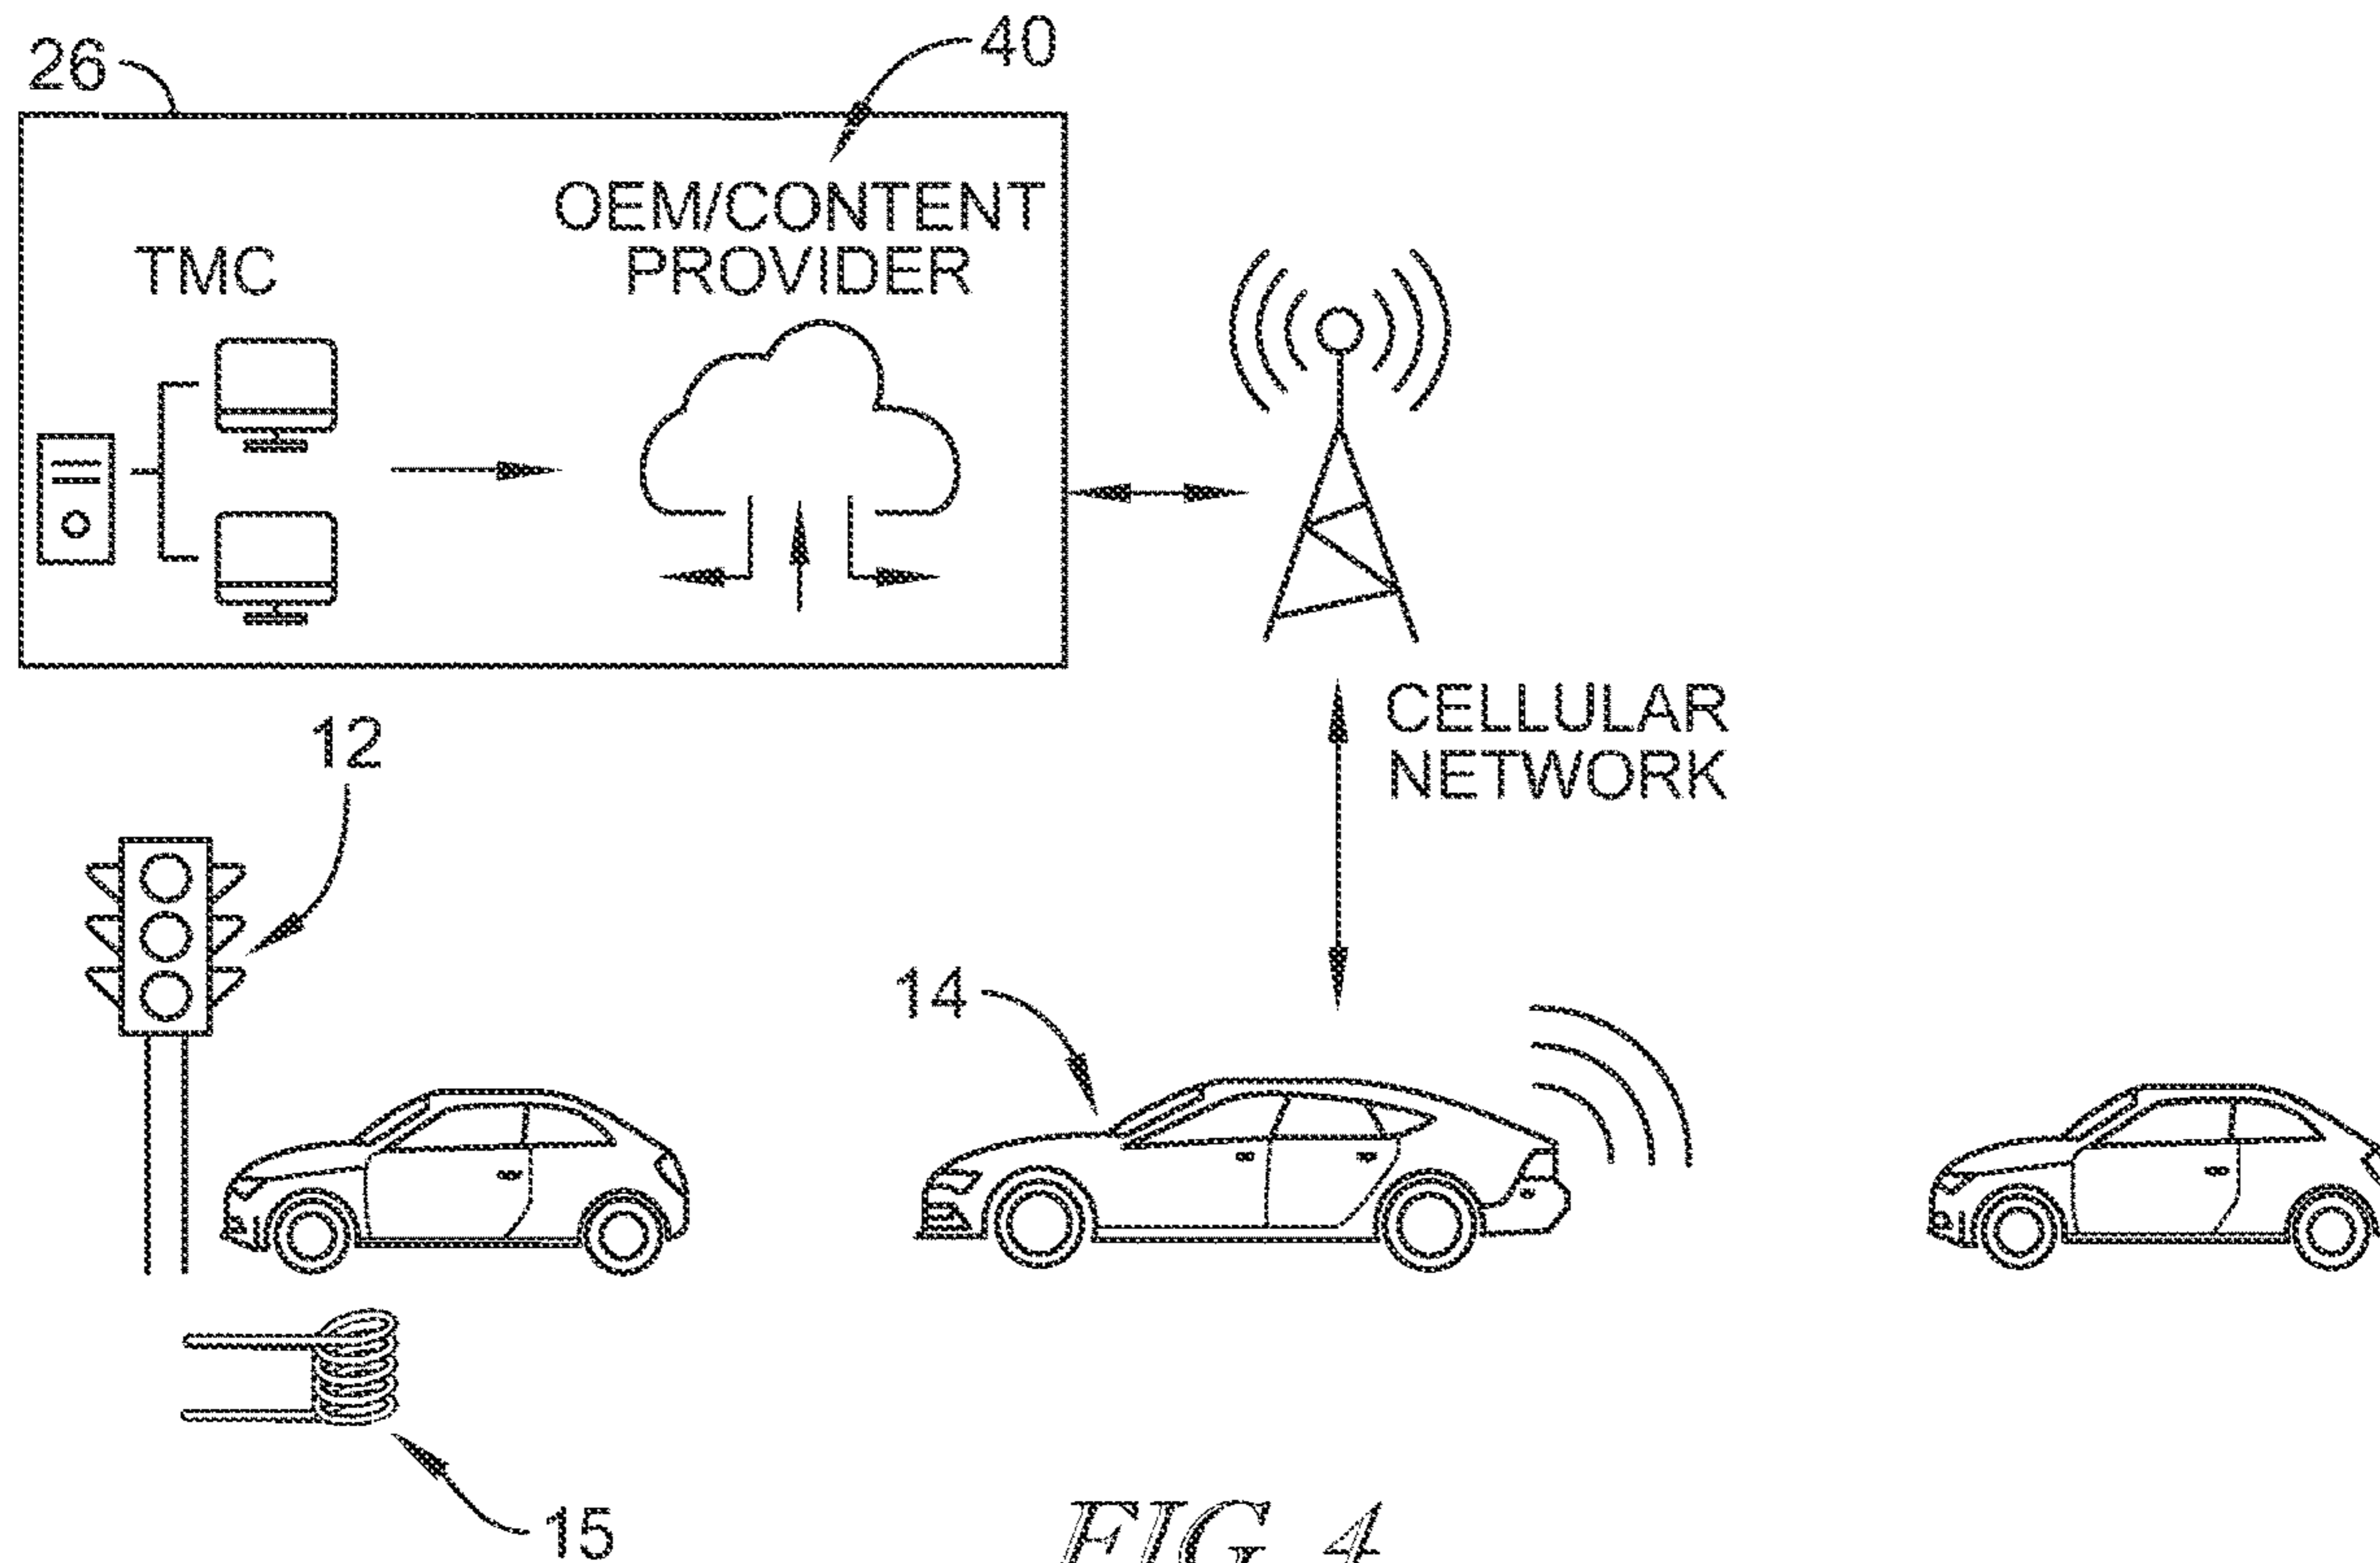 26
40
OEM/CONTENT
PROVIDER
TMC
CELLULAR
NETWORK
12
14
15
FIG. 4